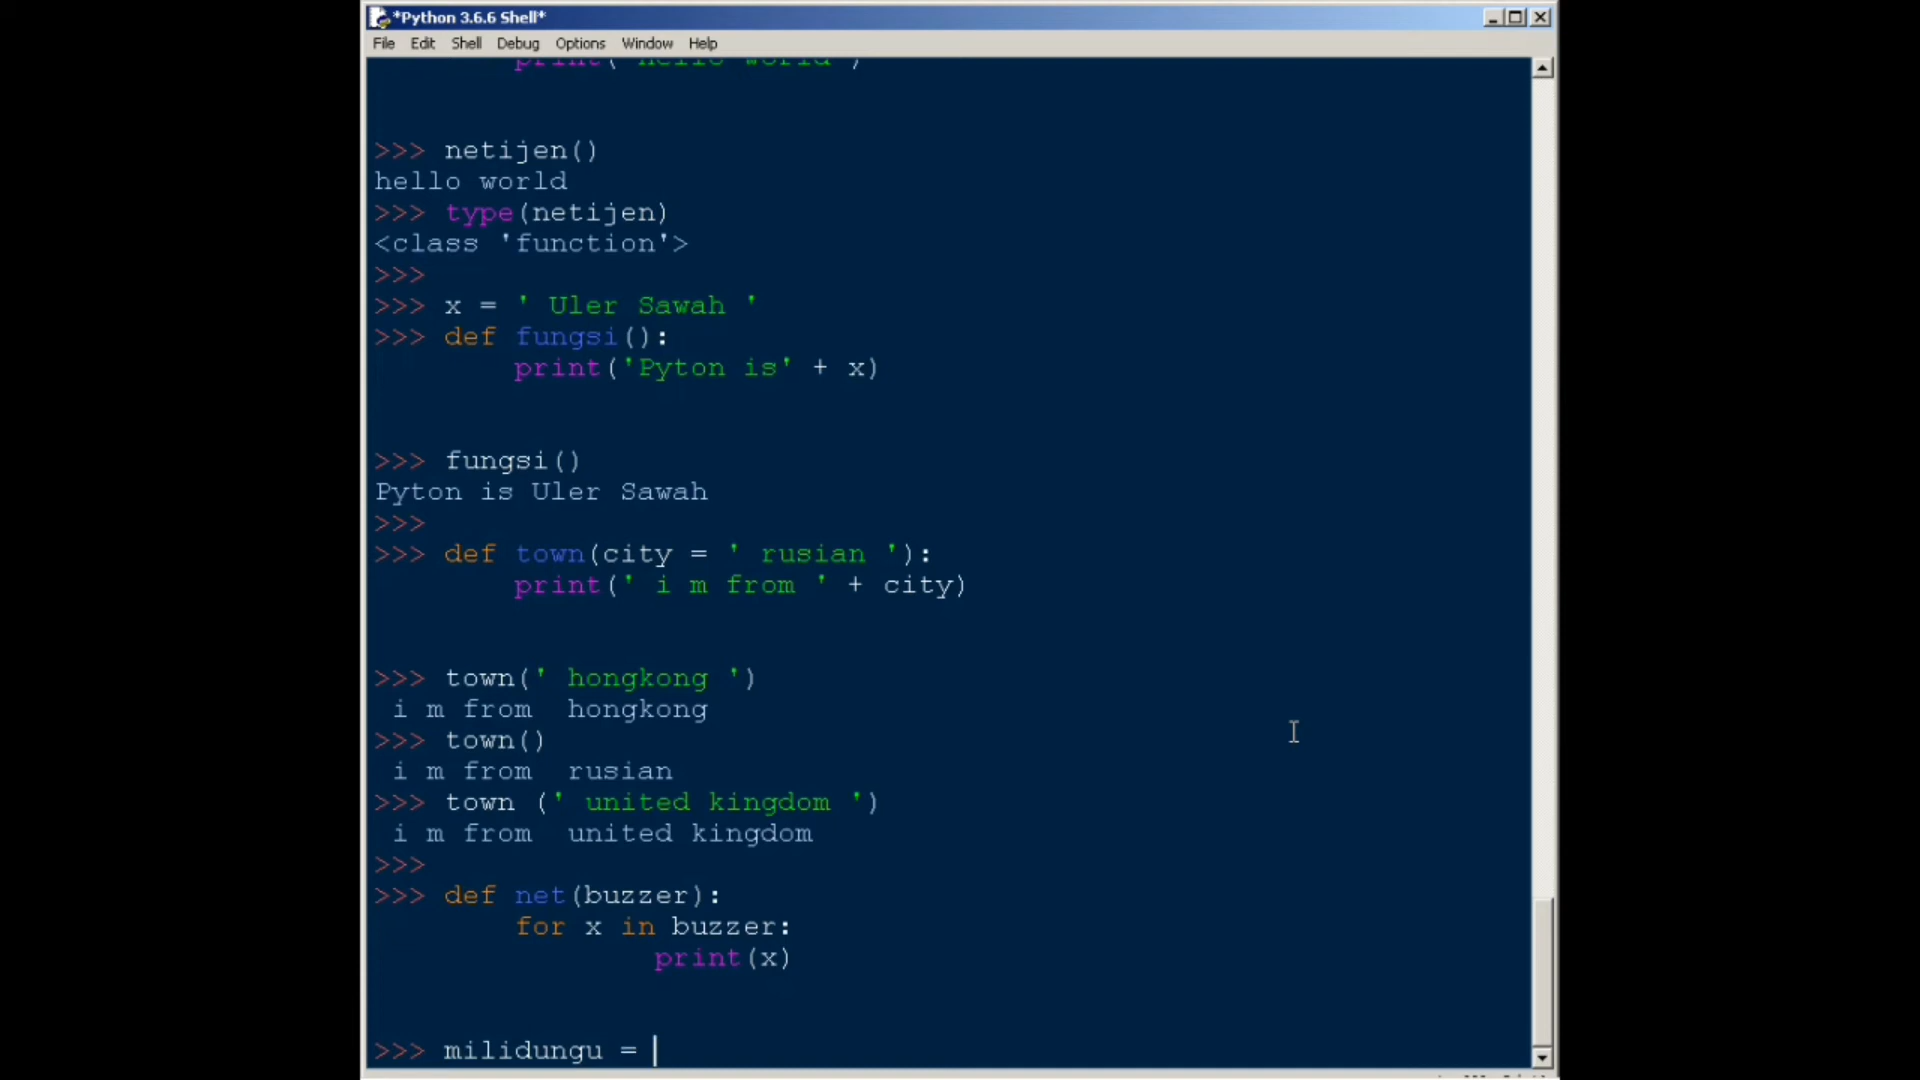 *Python 3.6.6 Shell*
File Edit Shell Debug Options Window Help
print('hello world')
>>> netijen()
hello world
>>> type(netijen)
<class 'function'>
>>>
>>> x = ' Uler Sawah '
>>> def fungsi():
print('Pyton is' + x)
>>> fungsi()
Pyton is Uler Sawah
>>>
>>> def town(city = ' rusian '):
print(' i m from ' + city)
>>> town(' hongkong ')
i m from  hongkong
>>> town()
i m from  rusian
>>> town (' united kingdom ')
i m from  united kingdom
>>>
>>> def net(buzzer):
for x in buzzer:
print(x)
>>> milidungu =